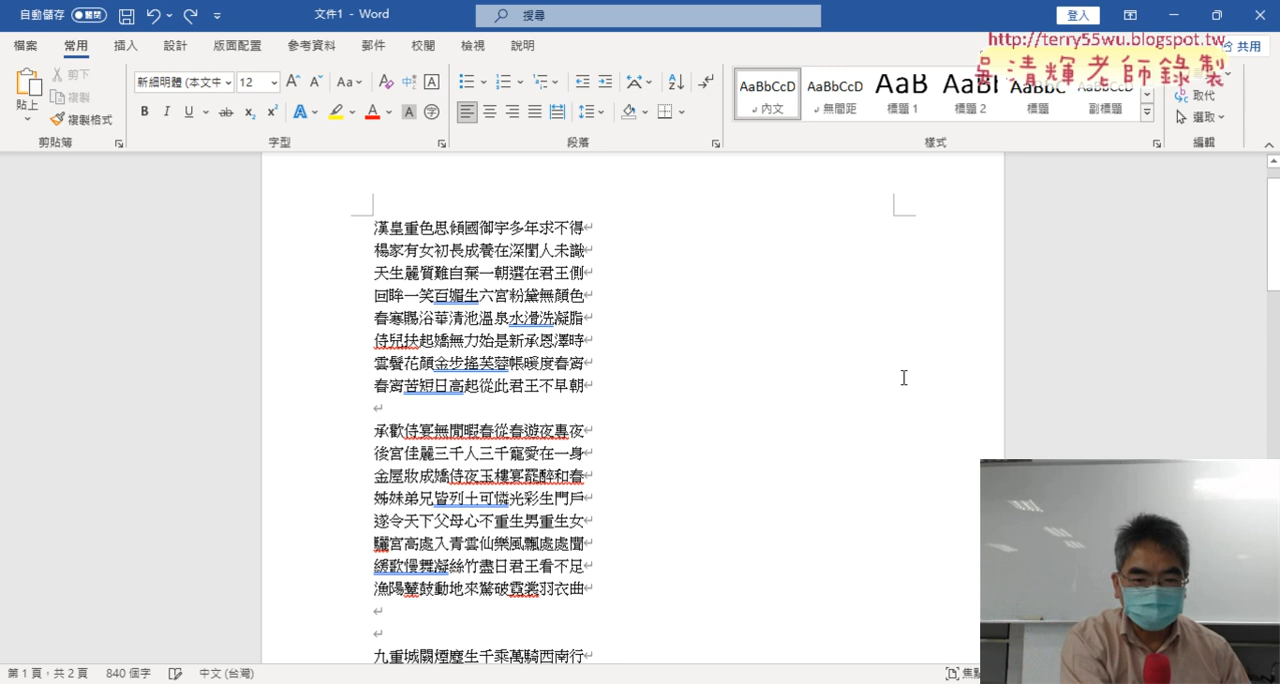 自動儲存 關閉 文件1 - Word 搜尋 登入
檔案 常用 插入 設計 版面配置 參考資料 郵件 校閱 檢視 說明 共用
http://terry55wu.blogspot.tw
吳清輝老師錄製
貼上 剪下 複製 複製格式
新細明體 (本文中 12
AaBbCcD 內文 AaBbCcD 無間距 AaB 標題 1 AaBl 標題 2 AaBbC 標題 AaBbCcD 副標題
取代
選取
剪貼簿 字型 段落 樣式 編輯
漢皇重色思傾國御宇多年求不得
楊家有女初長成養在深閨人未識
天生麗質難自棄一朝選在君王側
回眸一笑百媚生六宮粉黛無顏色
春寒賜浴華清池溫泉水滑洗凝脂
侍兒扶起嬌無力始是新承恩澤時
雲鬢花顏金步搖芙蓉帳暖度春宵
春宵苦短日高起從此君王不早朝
承歡侍宴無閒暇春從春遊夜專夜
後宮佳麗三千人三千寵愛在一身
金屋妝成嬌侍夜玉樓宴罷醉和春
姊妹弟兄皆列土可憐光彩生門戶
遂令天下父母心不重生男重生女
驪宮高處入青雲仙樂風飄處處聞
緩歌慢舞凝絲竹盡日君王看不足
漁陽鼙鼓動地來驚破霓裳羽衣曲
九重城闕煙塵生千乘萬騎西南行
第 1 頁，共 2 頁 840 個字 中文 (台灣) 焦點